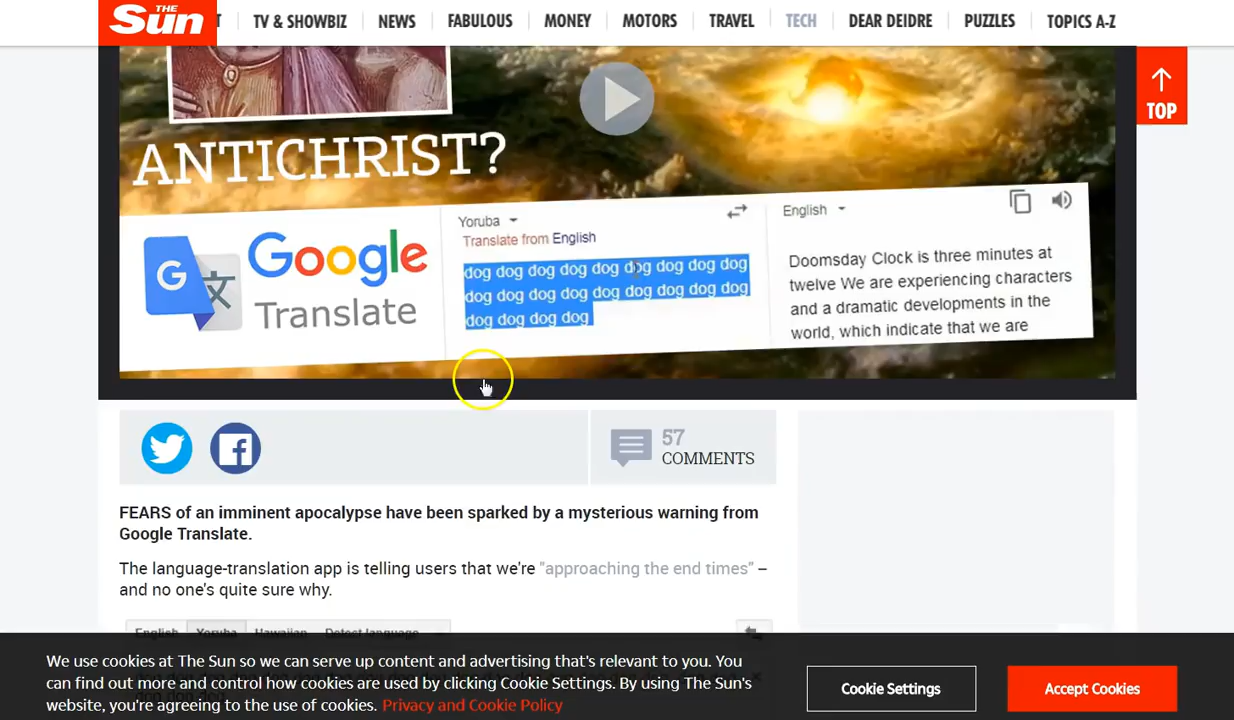 THE
Sun
TV & SHOWBIZ NEWS FABULOUS MONEY MOTORS TRAVEL TECH DEAR DEIDRE PUZZLES TOPICS A-Z
TOP
ANTICHRIST?
G
Google
Translate
Yoruba
Translate from English
dog dog dog dog dog dog dog dog dog
dog dog dog dog dog dog dog dog dog
dog dog dog dog
English
Doomsday Clock is three minutes at
twelve We are experiencing characters
and a dramatic developments in the
world, which indicate that we are
57
COMMENTS
FEARS of an imminent apocalypse have been sparked by a mysterious warning from
Google Translate.
The language-translation app is telling users that we're "approaching the end times" –
and no one's quite sure why.
English Yoruba Hawaiian Detect language
We use cookies at The Sun so we can serve up content and advertising that's relevant to you. You
can find out more and control how cookies are used by clicking Cookie Settings. By using The Sun's
website, you're agreeing to the use of cookies. Privacy and Cookie Policy
Cookie Settings
Accept Cookies